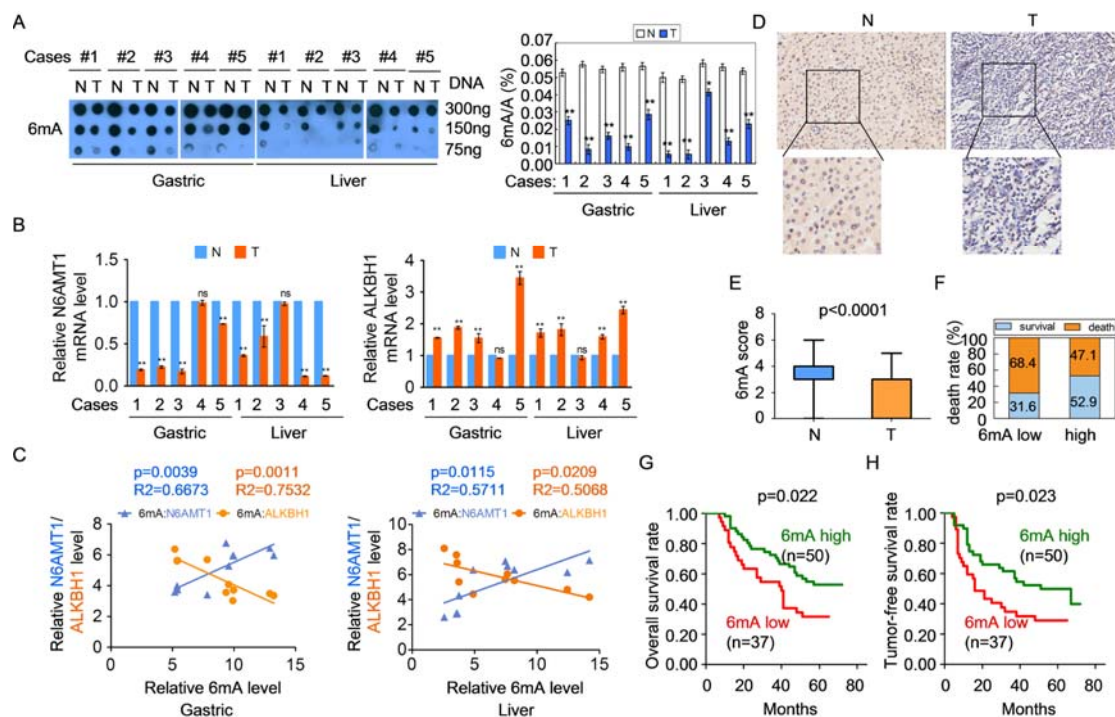 A
Cases #1 #2 #3 #4 #5 #1 #2 #3 #4 #5
N T N T N T N T N T N T N T N T N T N T DNA
6mA
300ng
150ng
75ng
Gastric Liver
N T
6mA/A (%)
0.07
0.06
0.05
0.04
0.03
0.02
0.01
0.00
** ** ** ** ** ** ** * ** **
Cases: 1 2 3 4 5 1 2 3 4 5
Gastric Liver
B
N T
Relative N6AMT1
mRNA level
1.5
1.0
0.5
0.0
** ** ** ns ** ** ** ns ** **
Cases 1 2 3 4 5 1 2 3 4 5
Gastric Liver
N T
Relative ALKBH1
mRNA level
4
3
2
1
0
** ** ** ns ** ** ** ns ** **
Cases 1 2 3 4 5 1 2 3 4 5
Gastric Liver
C
p=0.0039 p=0.0011
R2=0.6673 R2=0.7532
6mA:N6AMT1 6mA:ALKBH1
Relative N6AMT1/
ALKBH1 level
8
6
4
2
0
0 5 10 15
Relative 6mA level
Gastric
p=0.0115 p=0.0209
R2=0.5711 R2=0.5068
6mA:N6AMT1 6mA:ALKBH1
Relative N6AMT1/
ALKBH1 level
10
8
6
4
2
0
0 5 10 15
Relative 6mA level
Liver
D
N T
E
p<0.0001
6mA score
8
6
4
2
0
N T
F
survival death
death rate (%)
100
80
60
40
20
0
68.4 47.1
31.6 52.9
6mA low high
G
p=0.022
Overall survival rate
1.00
0.80
0.60
0.40
0.20
0.00
6mA high
(n=50)
6mA low
(n=37)
0 20 40 60 80
Months
H
p=0.023
Tumor-free survival rate
1.00
0.80
0.60
0.40
0.20
0.00
6mA high
(n=50)
6mA low
(n=37)
0 20 40 60 80
Months